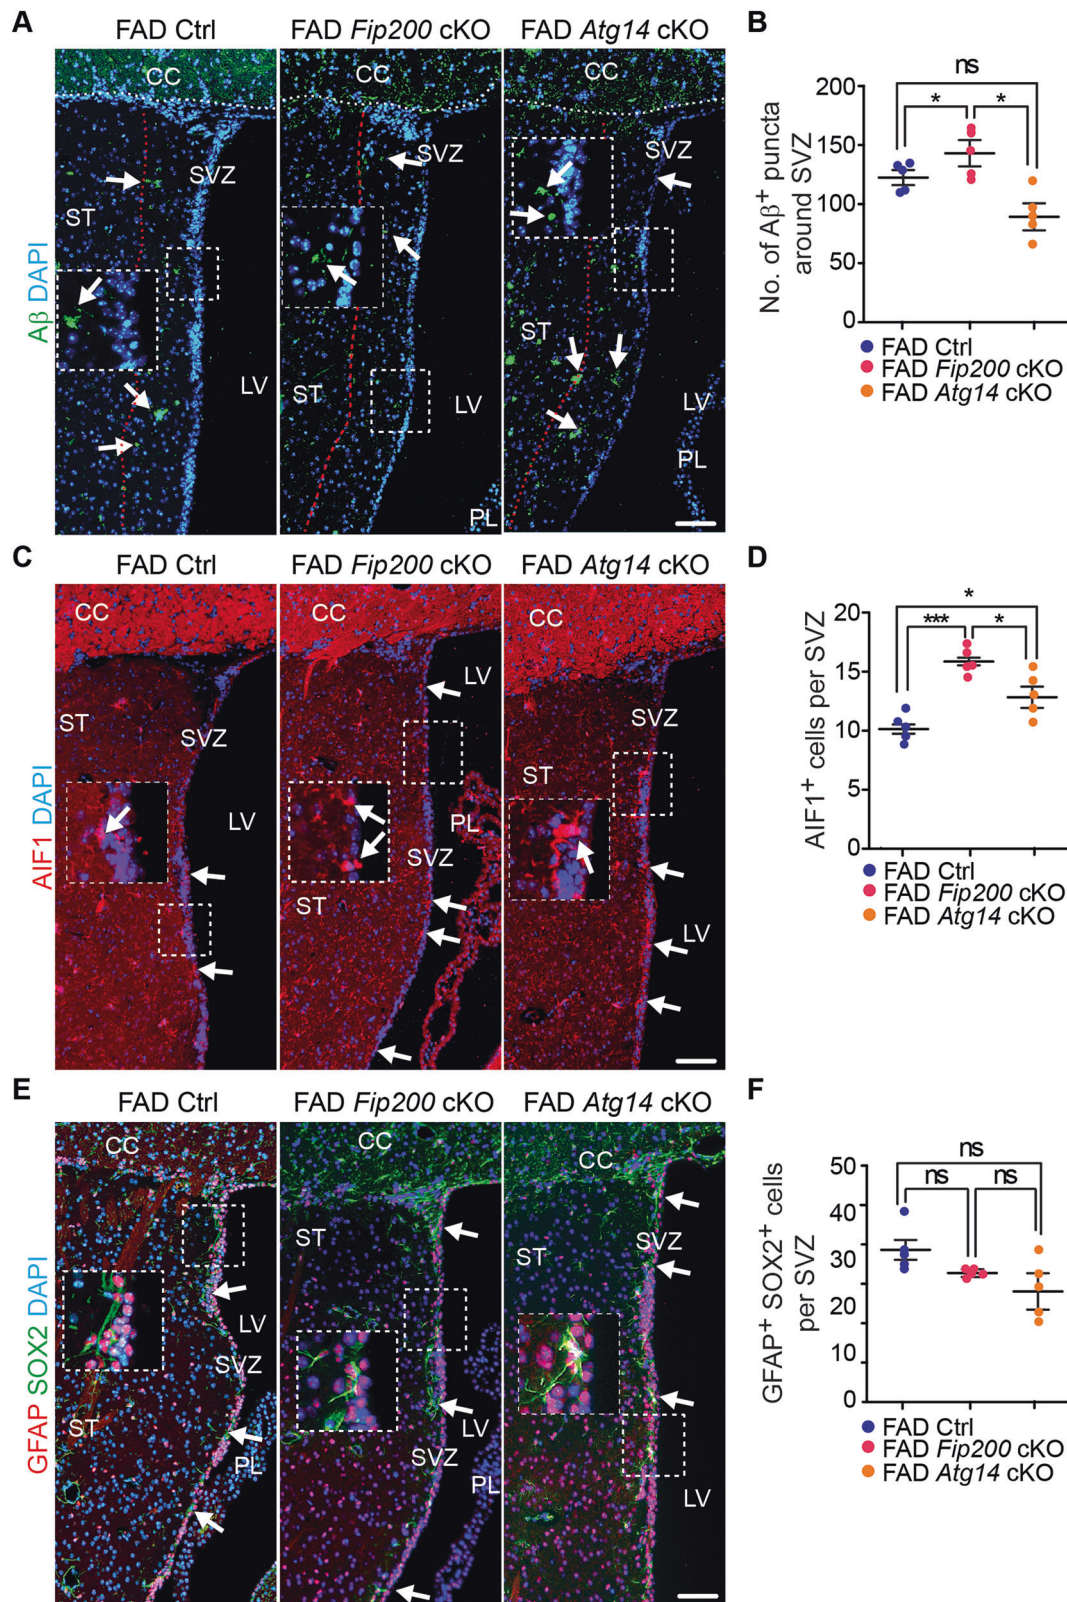 A
FAD Ctrl
FAD Fip200 cKO
FAD Atg14 cKO
Aβ DAPI
CC
SVZ
ST
LV
CC
SVZ
ST
LV
PL
CC
SVZ
ST
LV
PL
B
No. of Aβ+ puncta
around SVZ
200
150
100
50
0
ns
*
*
FAD Ctrl
FAD Fip200 cKO
FAD Atg14 cKO
C
FAD Ctrl
FAD Fip200 cKO
FAD Atg14 cKO
AIF1 DAPI
CC
ST
SVZ
LV
CC
LV
PL
SVZ
ST
CC
SVZ
ST
LV
D
AIF1+ cells per SVZ
20
15
10
5
0
*
***
*
FAD Ctrl
FAD Fip200 cKO
FAD Atg14 cKO
E
FAD Ctrl
FAD Fip200 cKO
FAD Atg14 cKO
GFAP SOX2 DAPI
CC
LV
SVZ
ST
PL
CC
ST
LV
SVZ
PL
CC
SVZ
ST
LV
F
GFAP+ SOX2+ cells
per SVZ
50
40
30
20
10
0
ns
ns
ns
FAD Ctrl
FAD Fip200 cKO
FAD Atg14 cKO